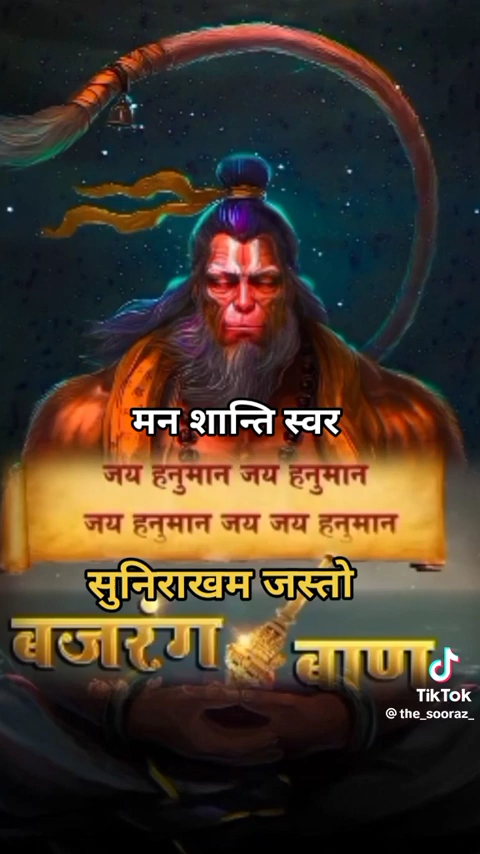 मन शान्ति स्वर
जय हनुमान जय हनुमान
जय हनुमान जय जय हनुमान
सुनिराखम जस्तो
बजरंग बाण
TikTok
@the_sooraz_